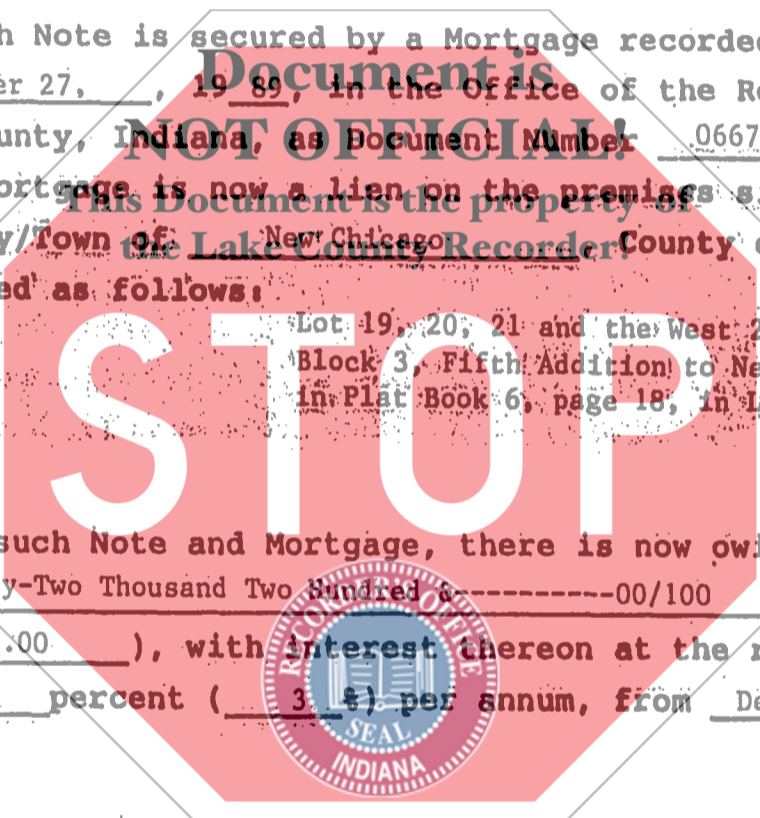 h Note is secured by a Mortgage recorde
er 27, , 19 89, in the Office of the Re
unty, Indiana, as Document Number 0667
ortgage is now a lien on the premises s
y/Town of New Chicago, County
ed as follows:
Lot 19, 20, 21 and the West 2
Block 3, Fifth Addition to Ne
in Plat Book 6, page 18, in L
such Note and Mortgage, there is now owi
y-Two Thousand Two Hundred &-----------00/100
.00 ), with interest thereon at the r
percent ( 3 %) per annum, from De
Document is
NOT OFFICIAL!
This Document is the property of
the Lake County Recorder!
STOP
RECORDER'S OFFICE
SEAL
INDIANA